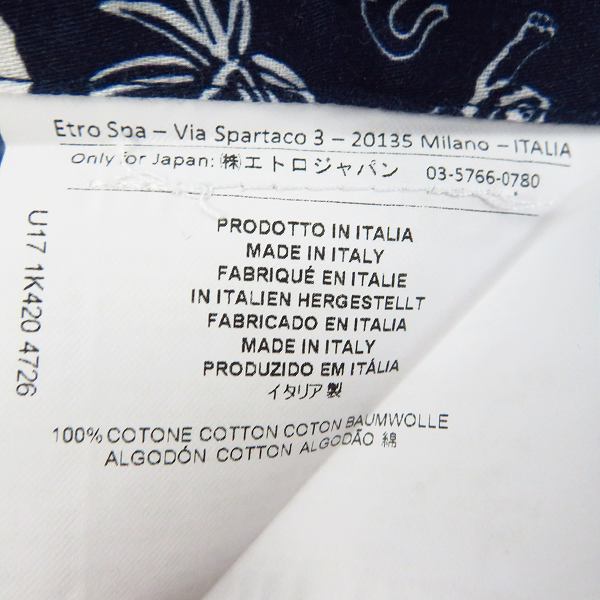 Etro Spa – Via Spartaco 3 – 20135 Milano – ITALIA
Only for Japan: ㈱エトロジャパン 03-5766-0780
PRODOTTO IN ITALIA
MADE IN ITALY
FABRIQUÉ EN ITALIE
IN ITALIEN HERGESTELLT
FABRICADO EN ITALIA
MADE IN ITALY
PRODUZIDO EM ITÁLIA
イタリア製
100% COTONE COTTON COTON BAUMWOLLE
ALGODÓN COTTON ALGODÃO 綿
U17 1K420 4726